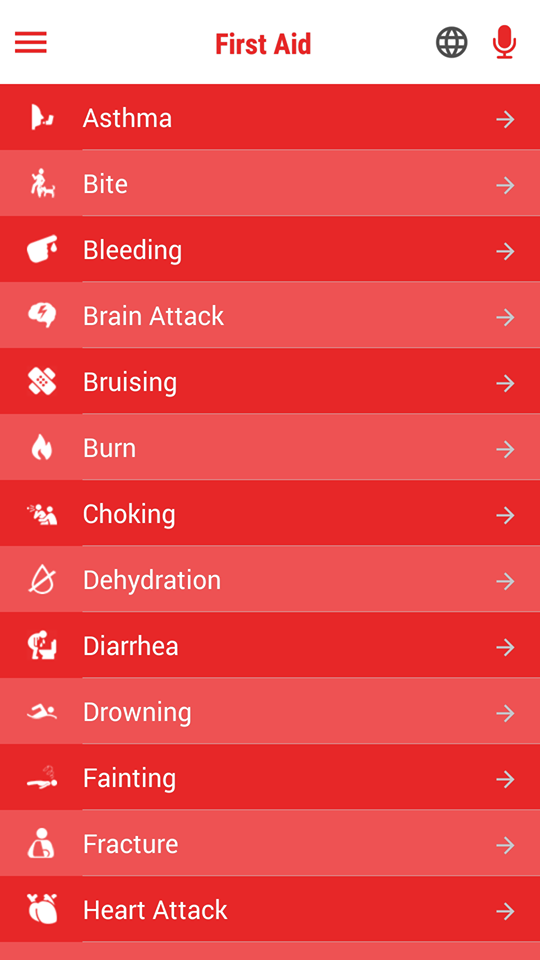 First Aid
Asthma
Bite
Bleeding
Brain Attack
Bruising
Burn
Choking
Dehydration
Diarrhea
Drowning
Fainting
Fracture
Heart Attack